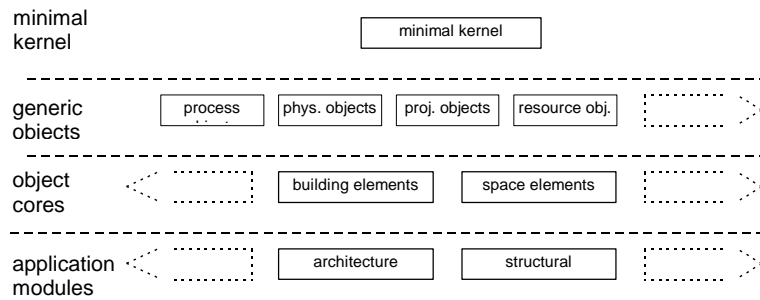 minimal
kernel
minimal kernel
generic
objects
process
phys. objects
proj. objects
resource obj.
object
cores
building elements
space elements
application
modules
architecture
structural